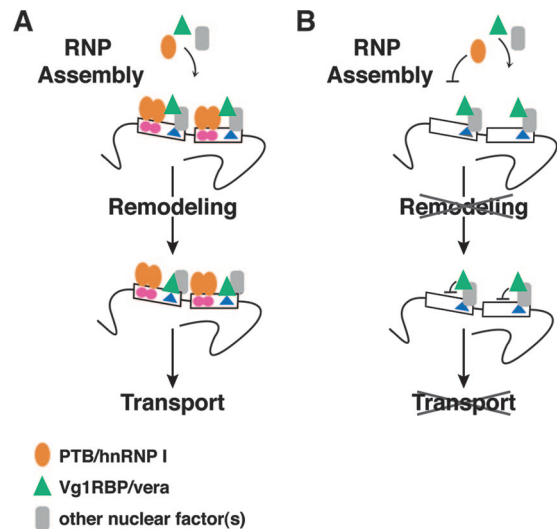 A
RNP
Assembly
Remodeling
Transport
B
RNP
Assembly
Remodeling
Transport
PTB/hnRNP I
Vg1RBP/vera
other nuclear factor(s)